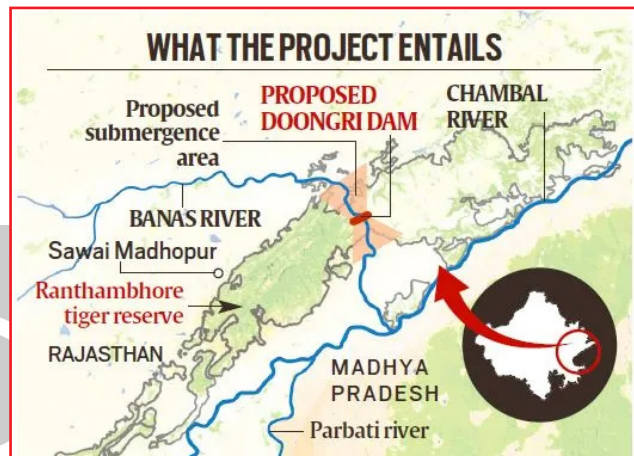 WHAT THE PROJECT ENTAILS
Proposed
submergence
area
PROPOSED
DOONGRI DAM
CHAMBAL
RIVER
BANAS RIVER
Sawai Madhopur
Ranthambhore
tiger reserve
RAJASTHAN
MADHYA
PRADESH
Parbati river